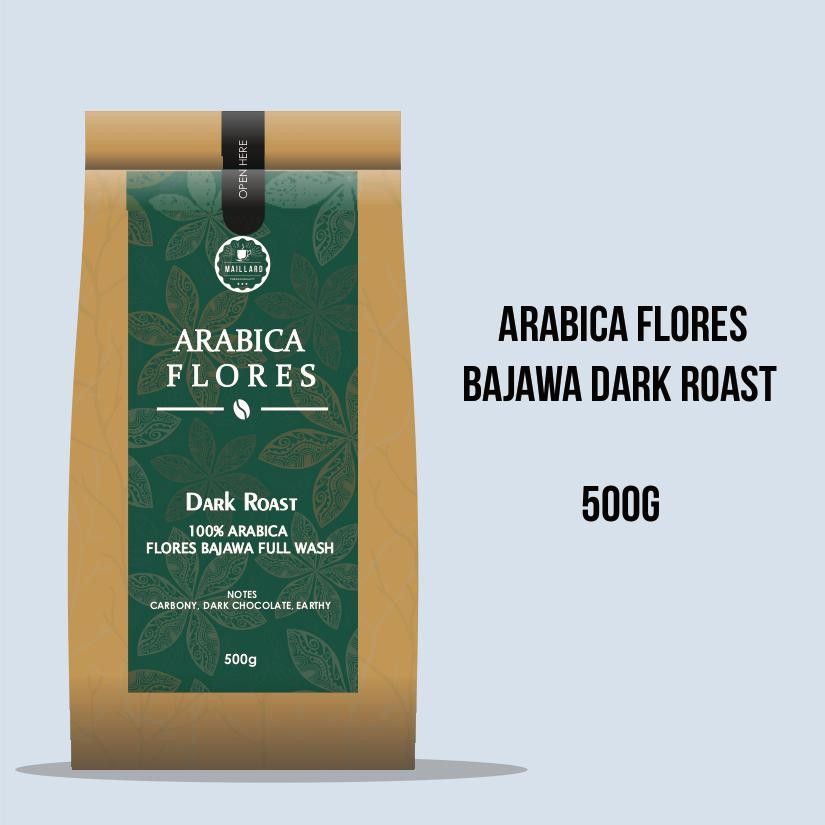 OPEN HERE
MAILLARD
ARABICA
FLORES
DARK ROAST
100% ARABICA
FLORES BAJAWA FULL WASH
NOTES
CARBONY, DARK CHOCOLATE, EARTHY
500g
ARABICA FLORES
BAJAWA DARK ROAST
500G